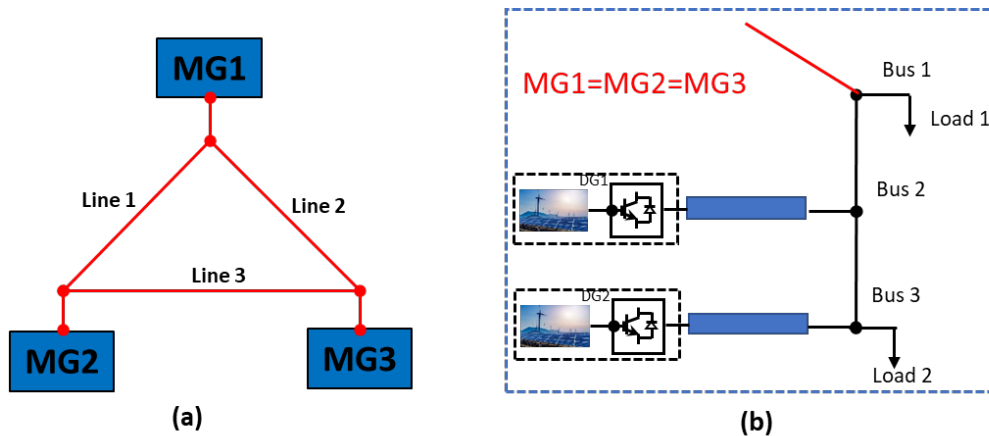 MG1
Line 1
Line 2
Line 3
MG2
MG3
(a)
MG1=MG2=MG3
Bus 1
Load 1
DG1
Bus 2
DG2
Bus 3
Load 2
(b)